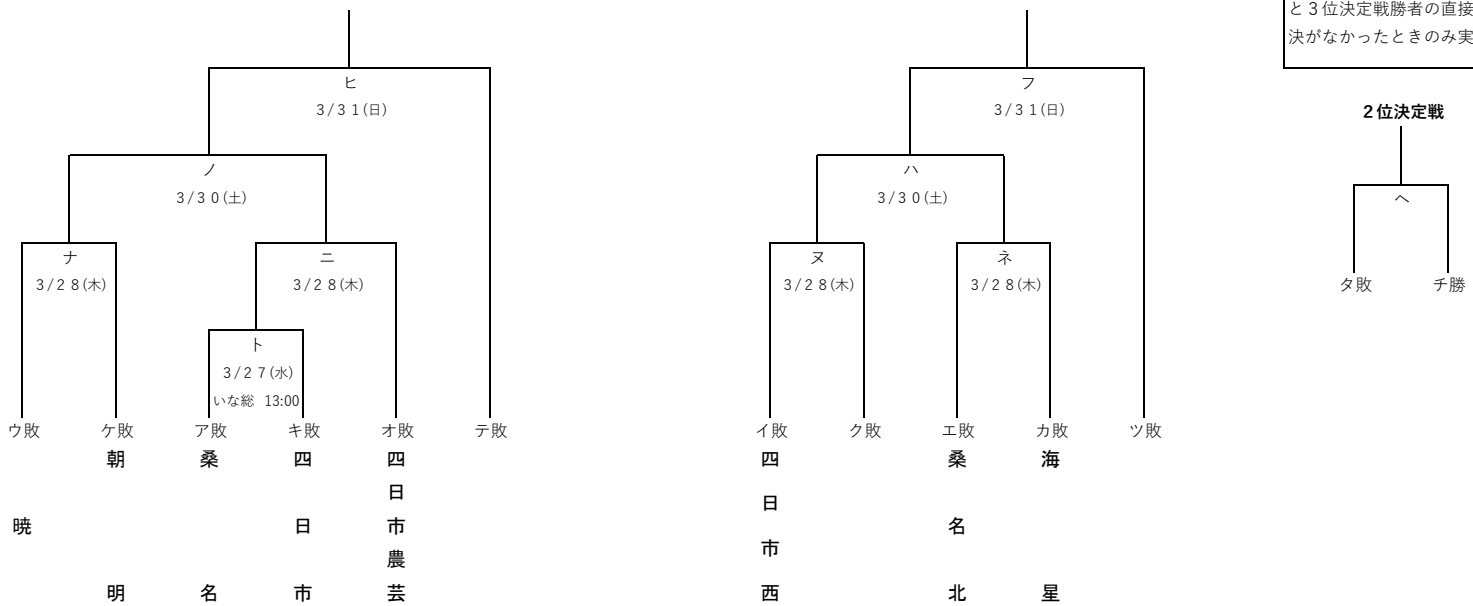 と３位決定戦勝者の直接
決がなかったときのみ実
ヒ
３/３１(日)
フ
３/３１(日)
２位決定戦
ノ
３/３０(土)
ハ
３/３０(土)
ヘ
ナ
３/２８(木)
ニ
３/２８(木)
ヌ
３/２８(木)
ネ
３/２８(木)
タ敗
チ勝
ト
３/２７(水)
いな総 13:00
ウ敗
ケ敗
ア敗
キ敗
オ敗
テ敗
イ敗
ク敗
エ敗
カ敗
ツ敗
暁
朝明
桑名
四日市
四日市農芸
四日市西
桑名北
海星